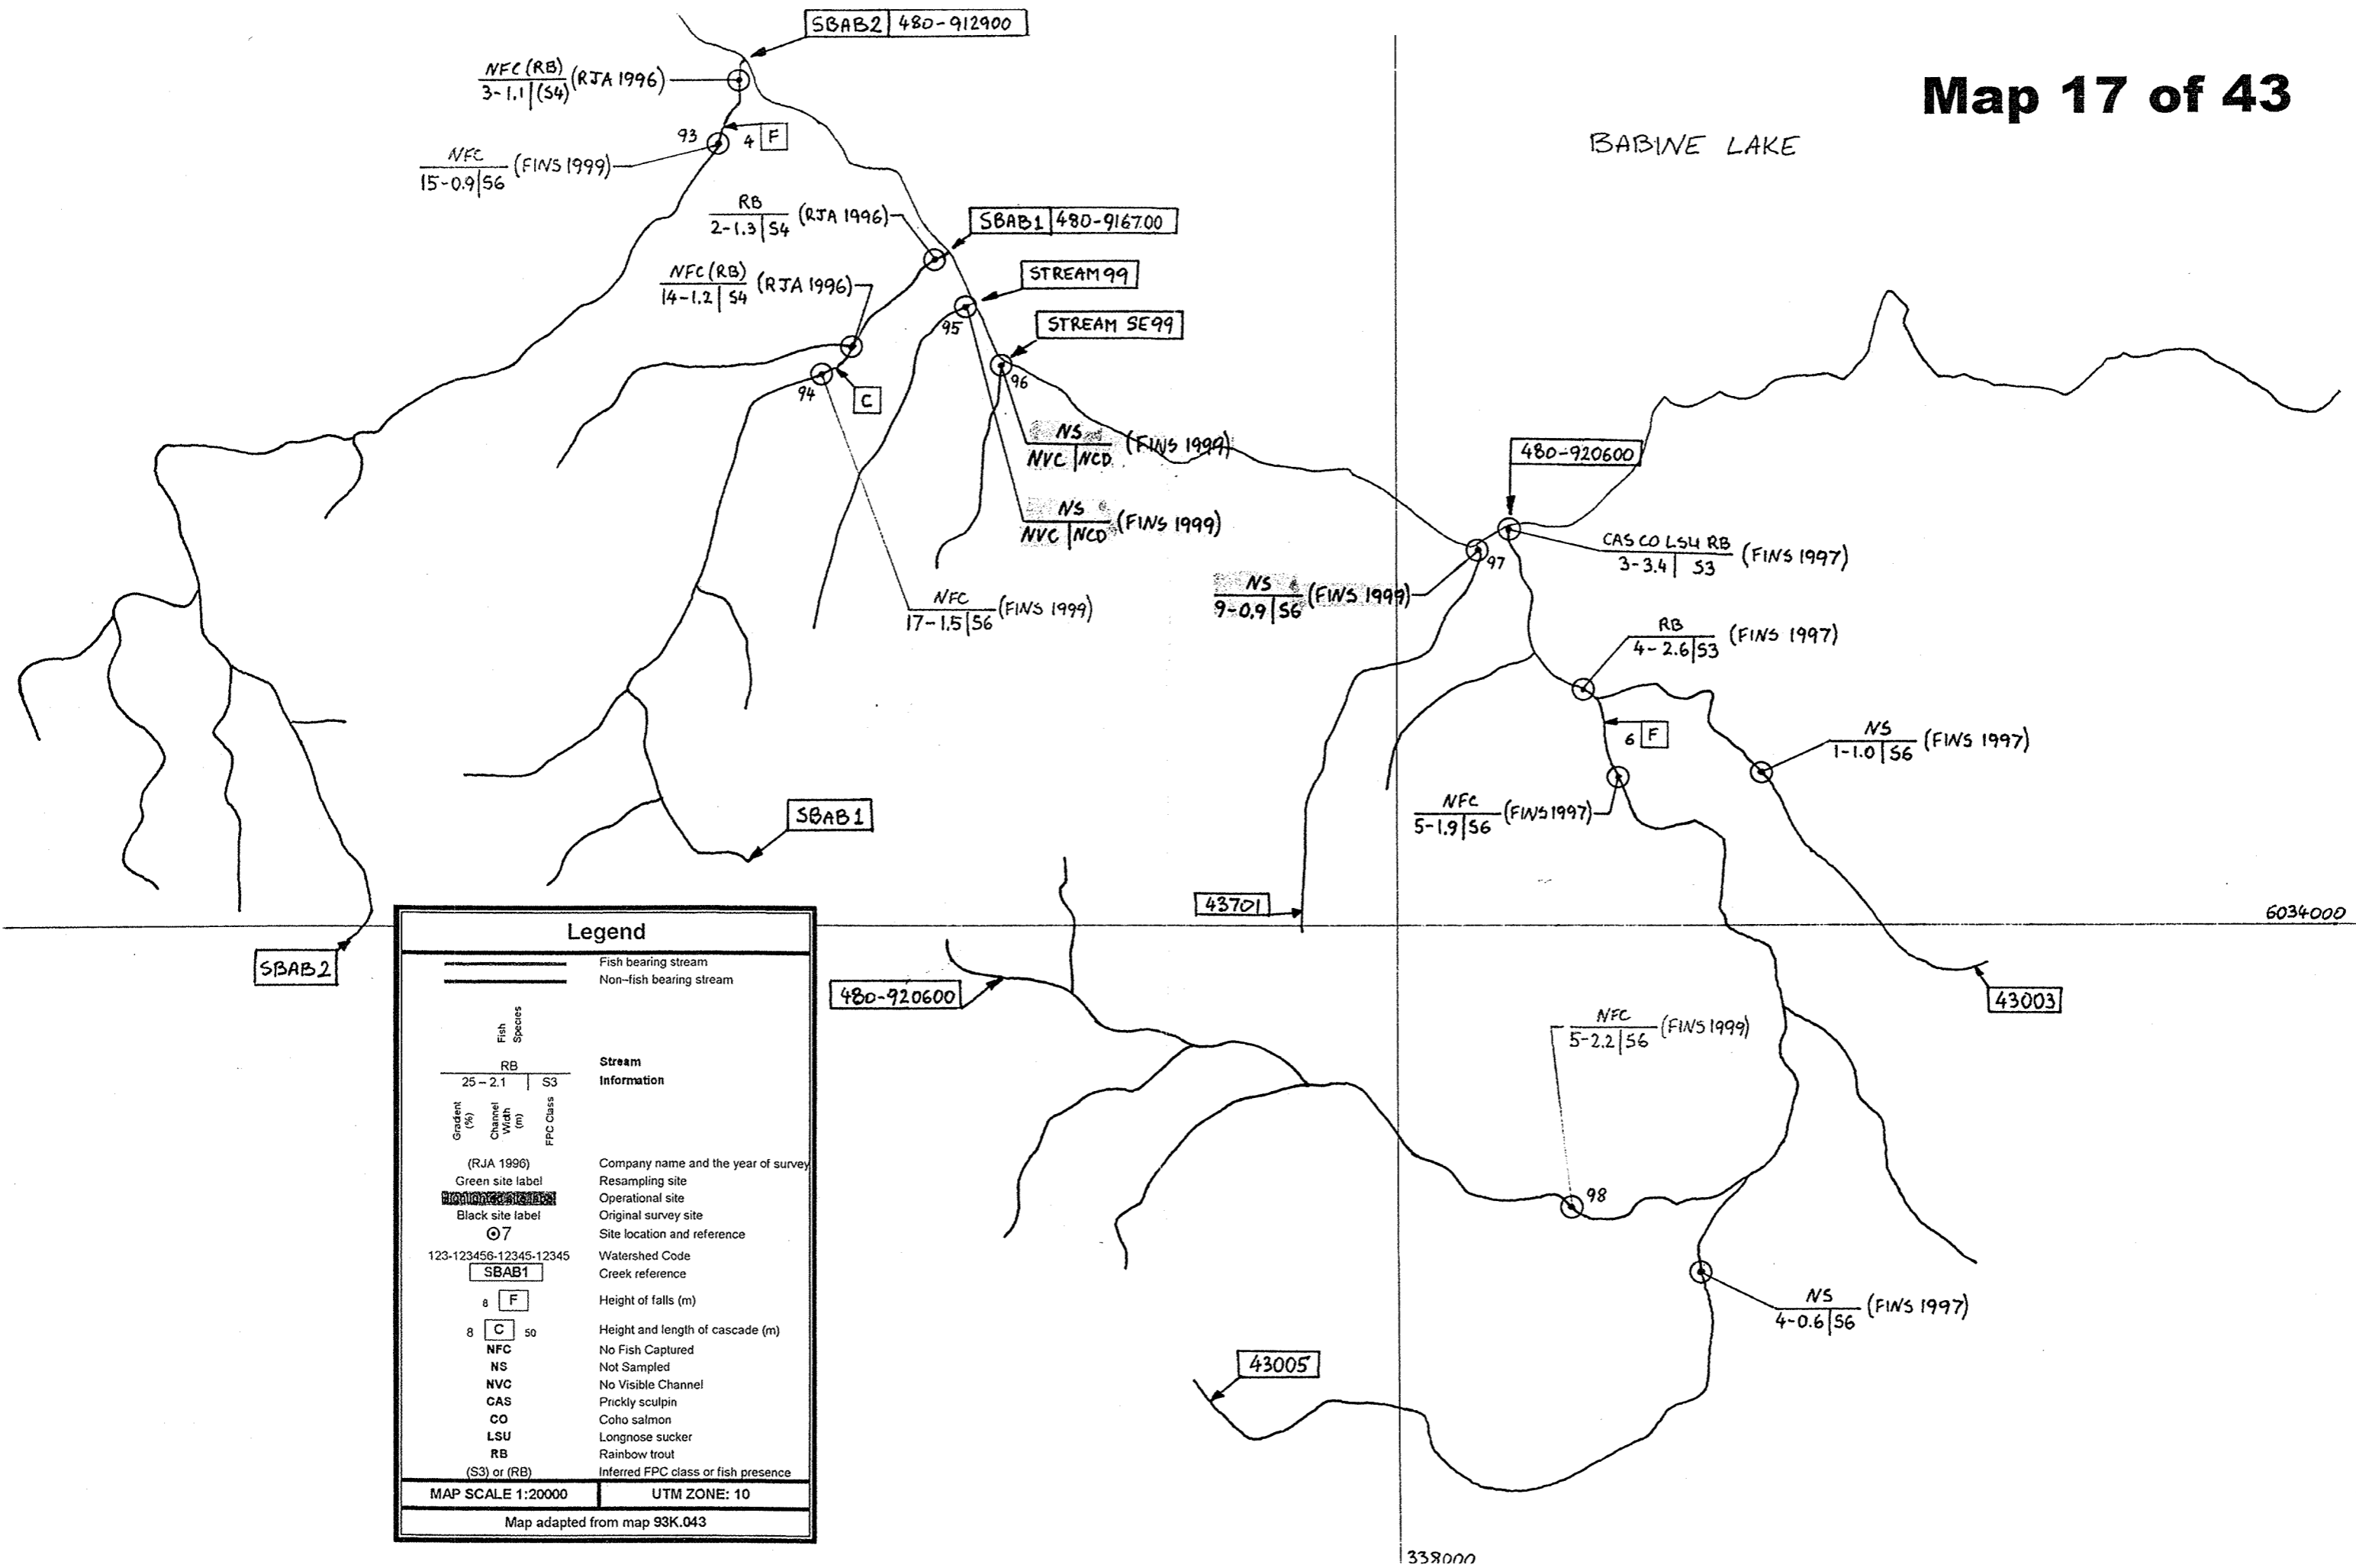 SBAB2 480-912900
Map 17 of 43
BABINE LAKE
NFC (RB) (RJA 1996)
3-1.1 (S4)
93
4 F
NFC (FINS 1999)
15-0.9 S6
RB (RJA 1996)
2-1.3 S4
SBAB1 480-916700
NFC (RB) (RJA 1996)
14-1.2 S4
STREAM 99
95
STREAM SE99
96
94
C
NS (FINS 1999)
NVC NCD
NS (FINS 1999)
NVC NCD
480-920600
CAS CO LSU RB (FINS 1997)
3-3.4 S3
97
NS (FINS 1999)
9-0.9 S6
NFC (FINS 1999)
17-1.5 S6
RB (FINS 1997)
4-2.6 S3
6 F
NS (FINS 1997)
1-1.0 S6
NFC (FINS 1997)
5-1.9 S6
SBAB1
43701
6034000
SBAB2
480-920600
43003
NFC (FINS 1999)
5-2.2 S6
98
NS (FINS 1997)
4-0.6 S6
43005
338000
Legend
Fish bearing stream
Non-fish bearing stream
Fish Species
RB Stream
25 - 2.1 S3 Information
Gradient (%)
Channel Width (m)
FPC Class
(RJA 1996) Company name and the year of survey
Green site label Resampling site
Operational site
Black site label Original survey site
7 Site location and reference
123-123456-12345-12345 Watershed Code
SBAB1 Creek reference
8 F Height of falls (m)
8 C 50 Height and length of cascade (m)
NFC No Fish Captured
NS Not Sampled
NVC No Visible Channel
CAS Prickly sculpin
CO Coho salmon
LSU Longnose sucker
RB Rainbow trout
(S3) or (RB) Inferred FPC class or fish presence
MAP SCALE 1:20000 UTM ZONE: 10
Map adapted from map 93K.043